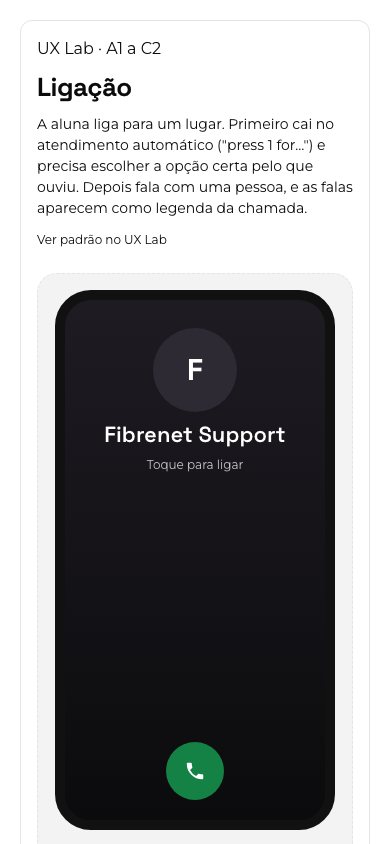 UX Lab · A1 a C2
Ligação
A aluna liga para um lugar. Primeiro cai no
atendimento automático ("press 1 for…") e
precisa escolher a opção certa pelo que
ouviu. Depois fala com uma pessoa, e as falas
aparecem como legenda da chamada.
Ver padrão no UX Lab
F
Fibrenet Support
Toque para ligar